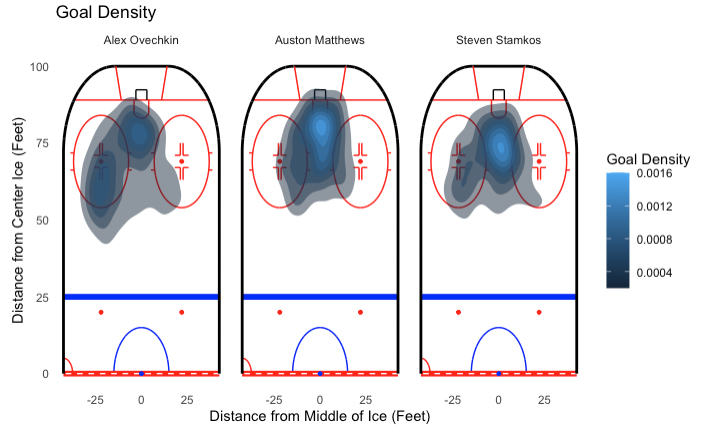 Goal Density
Alex Ovechkin
Auston Matthews
Steven Stamkos
100
75
50
25
0
Distance from Center Ice (Feet)
-25 0 25
-25 0 25
-25 0 25
Distance from Middle of Ice (Feet)
Goal Density
0.0016
0.0012
0.0008
0.0004